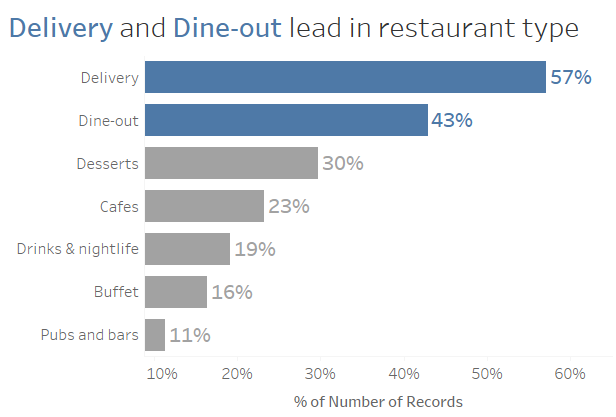 Delivery and Dine-out lead in restaurant type
Delivery 57%
Dine-out 43%
Desserts 30%
Cafes 23%
Drinks & nightlife 19%
Buffet 16%
Pubs and bars 11%
10% 20% 30% 40% 50% 60%
% of Number of Records